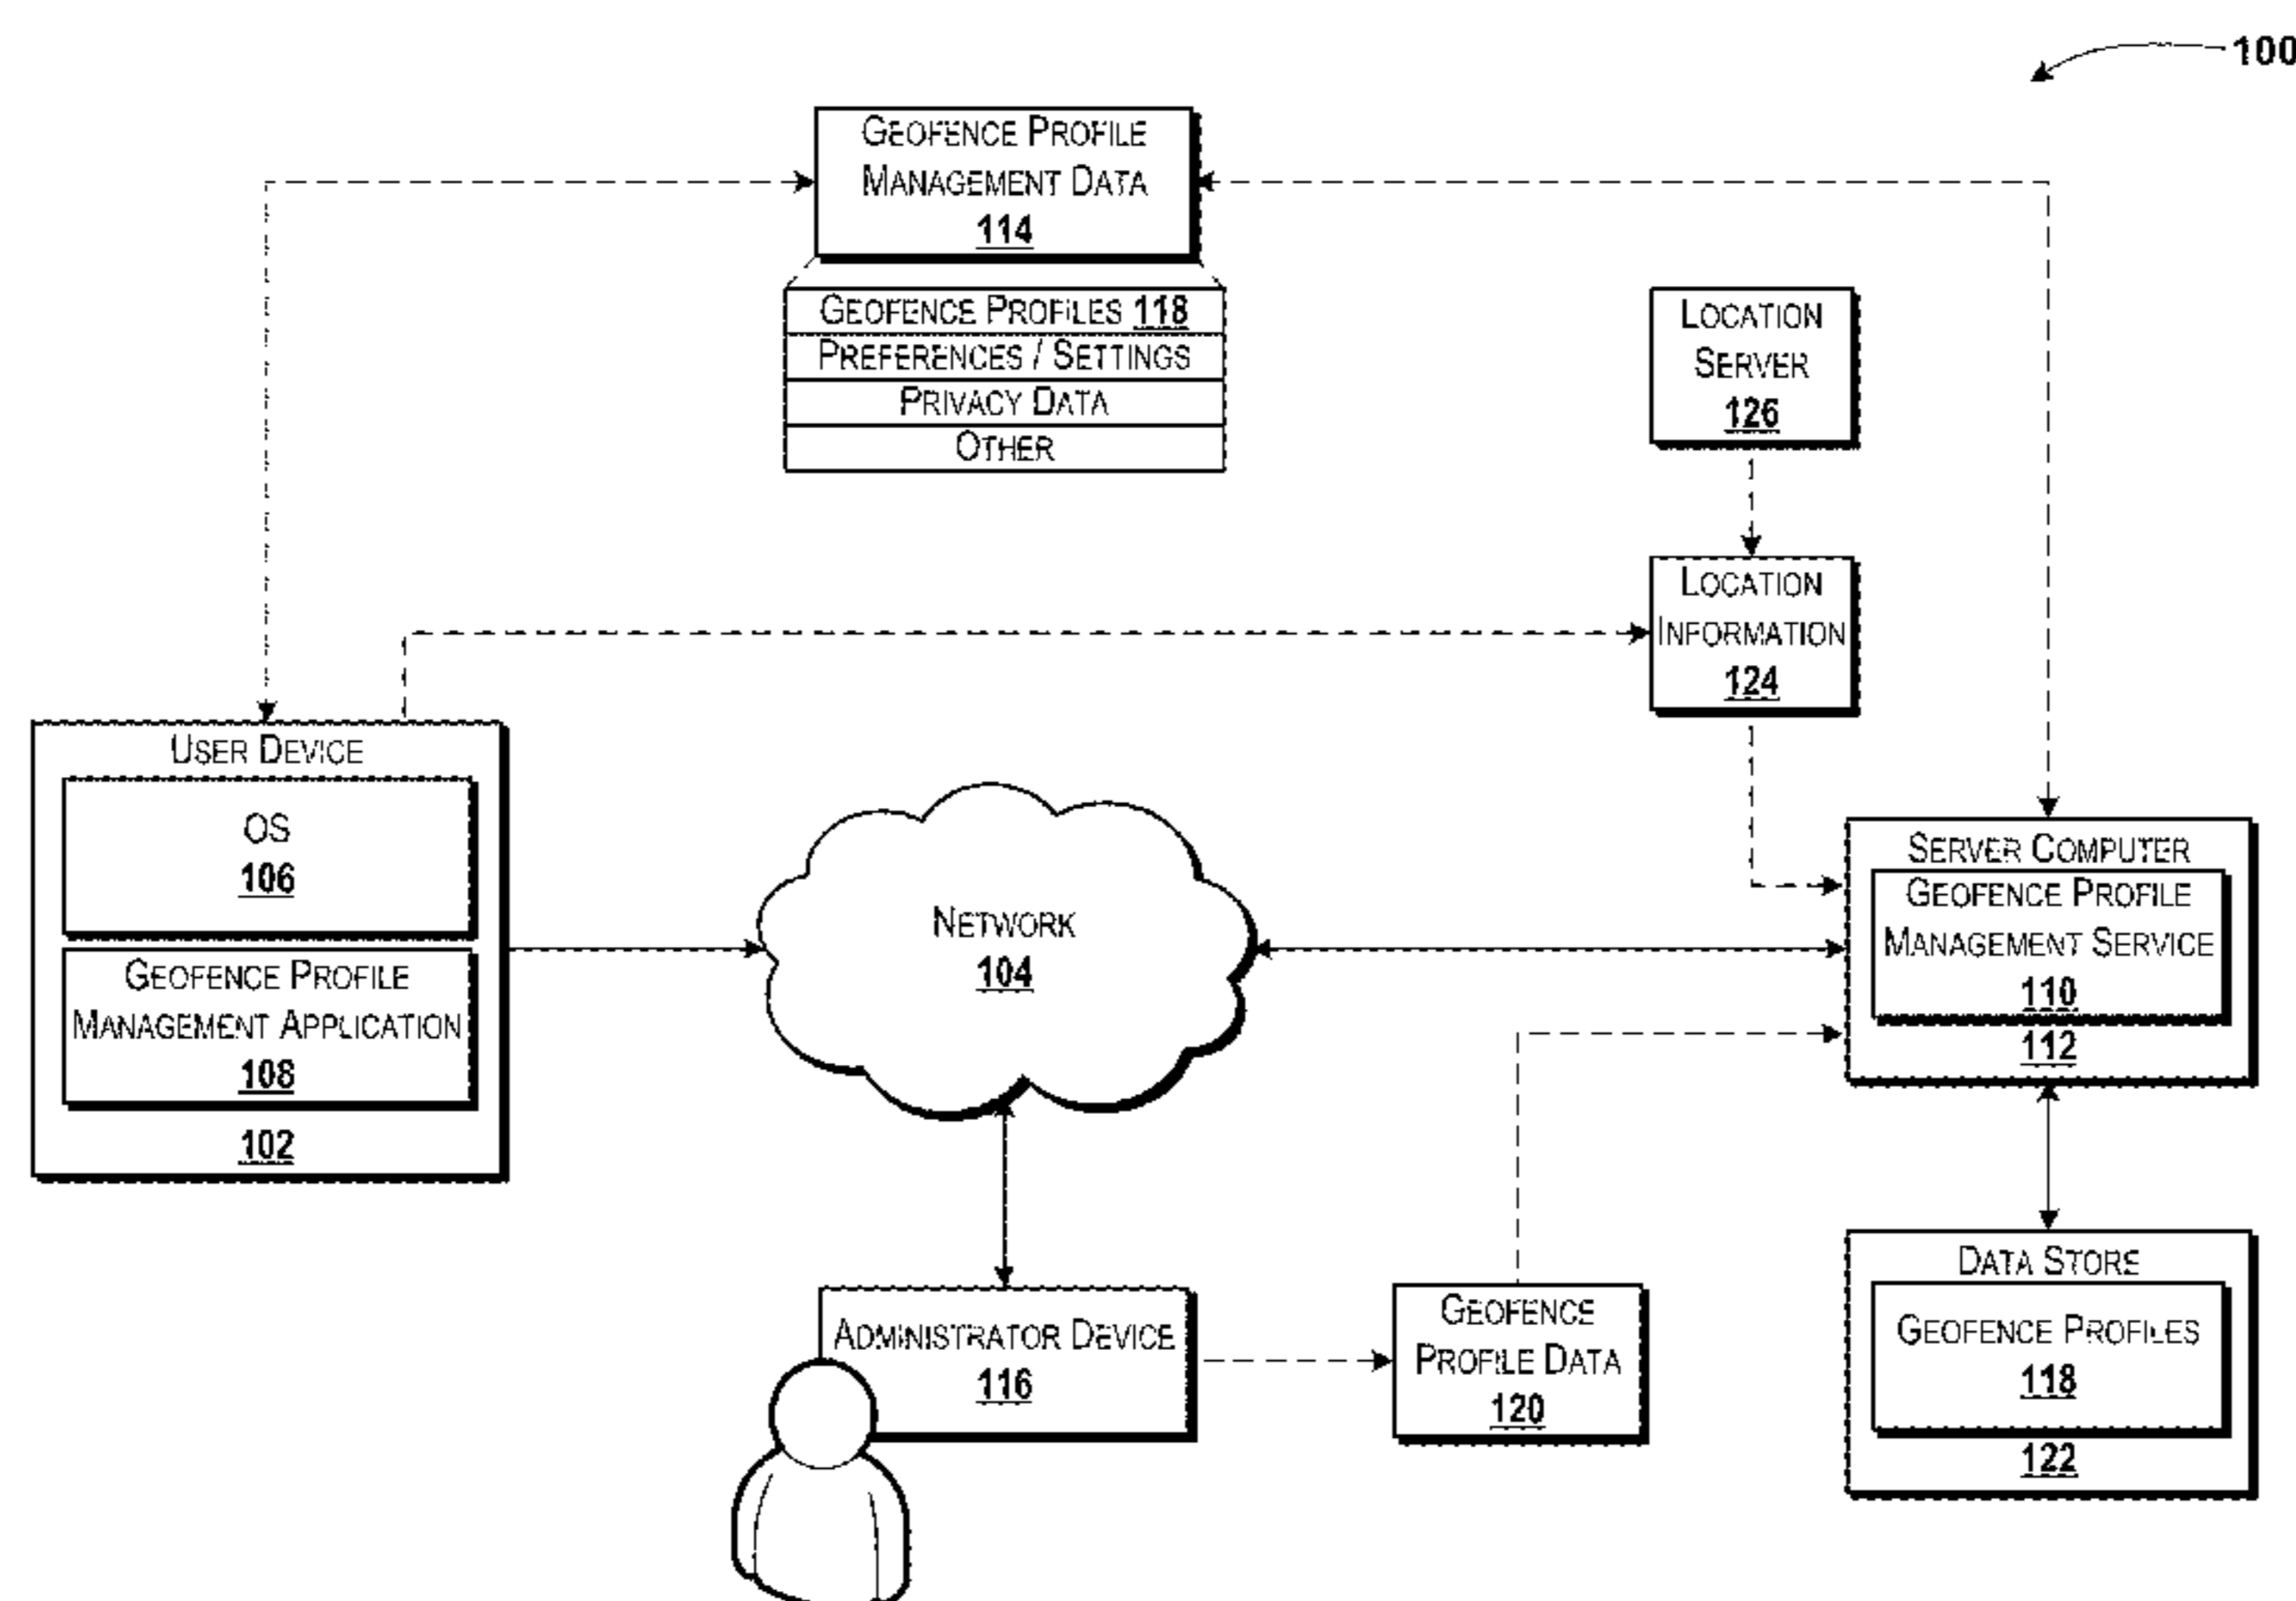 100
GEOFENCE PROFILE
MANAGEMENT DATA
114
GEOFENCE PROFILES 118
PREFERENCES / SETTINGS
PRIVACY DATA
OTHER
LOCATION
SERVER
126
LOCATION
INFORMATION
124
USER DEVICE
OS
106
GEOFENCE PROFILE
MANAGEMENT APPLICATION
108
102
NETWORK
104
SERVER COMPUTER
GEOFENCE PROFILE
MANAGEMENT SERVICE
110
112
ADMINISTRATOR DEVICE
116
GEOFENCE
PROFILE DATA
120
DATA STORE
GEOFENCE PROFILES
118
122